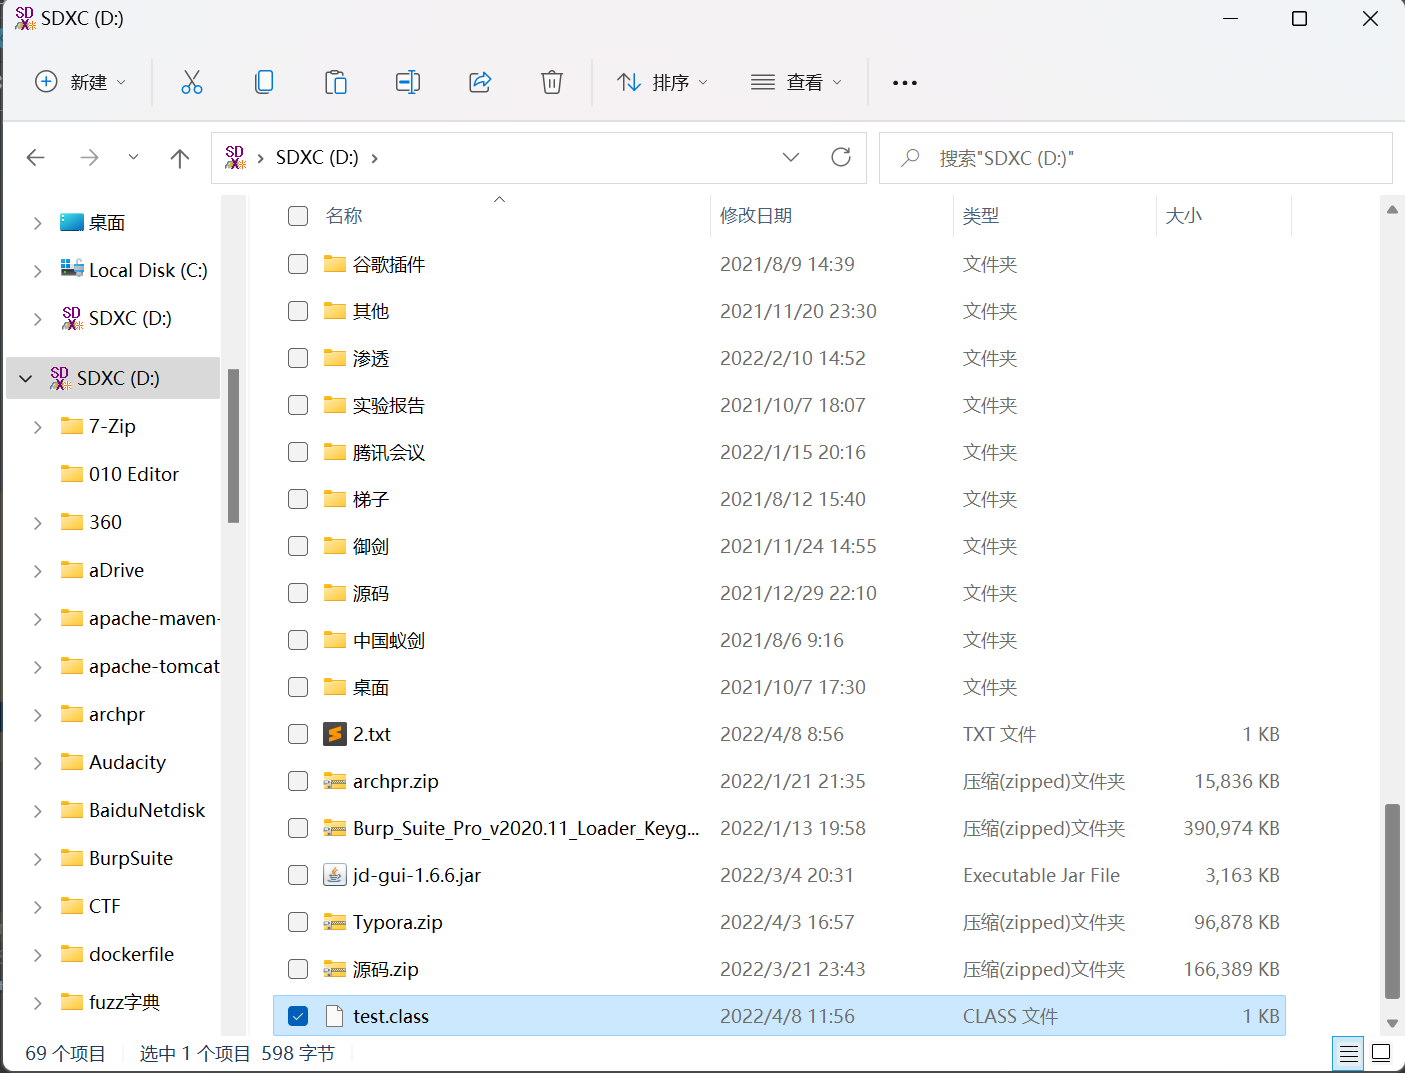 SDXC (D:)
新建
排序
查看
SDXC (D:)
搜索"SDXC (D:)"
桌面
Local Disk (C:)
SDXC (D:)
SDXC (D:)
7-Zip
010 Editor
360
aDrive
apache-maven-
apache-tomcat
archpr
Audacity
BaiduNetdisk
BurpSuite
CTF
dockerfile
fuzz字典
名称 修改日期 类型 大小
谷歌插件 2021/8/9 14:39 文件夹
其他 2021/11/20 23:30 文件夹
渗透 2022/2/10 14:52 文件夹
实验报告 2021/10/7 18:07 文件夹
腾讯会议 2022/1/15 20:16 文件夹
梯子 2021/8/12 15:40 文件夹
御剑 2021/11/24 14:55 文件夹
源码 2021/12/29 22:10 文件夹
中国蚁剑 2021/8/6 9:16 文件夹
桌面 2021/10/7 17:30 文件夹
2.txt 2022/4/8 8:56 TXT 文件 1 KB
archpr.zip 2022/1/21 21:35 压缩(zipped)文件夹 15,836 KB
Burp_Suite_Pro_v2020.11_Loader_Keyg... 2022/1/13 19:58 压缩(zipped)文件夹 390,974 KB
jd-gui-1.6.6.jar 2022/3/4 20:31 Executable Jar File 3,163 KB
Typora.zip 2022/4/3 16:57 压缩(zipped)文件夹 96,878 KB
源码.zip 2022/3/21 23:43 压缩(zipped)文件夹 166,389 KB
test.class 2022/4/8 11:56 CLASS 文件 1 KB
69 个项目 选中 1 个项目 598 字节